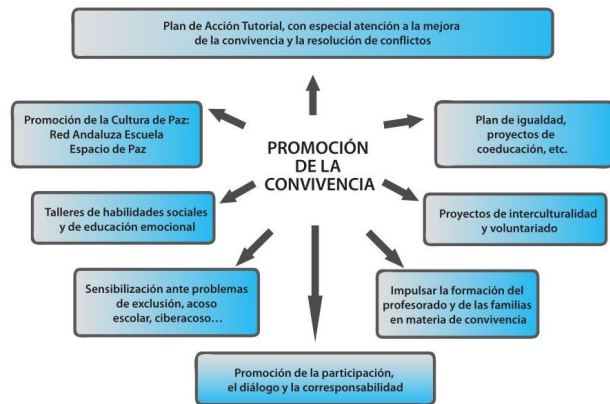 Plan de Acción Tutorial, con especial atención a la mejora
de la convivencia y la resolución de conflictos
Promoción de la Cultura de Paz:
Red Andaluza Escuela
Espacio de Paz
Plan de igualdad,
proyectos de
coeducación, etc.
PROMOCIÓN
DE LA
CONVIVENCIA
Talleres de habilidades sociales
y de educación emocional
Proyectos de interculturalidad
y voluntariado
Sensibilización ante problemas
de exclusión, acoso
escolar, ciberacoso…
Impulsar la formación del
profesorado y de las familias
en materia de convivencia
Promoción de la participación,
el diálogo y la corresponsabilidad